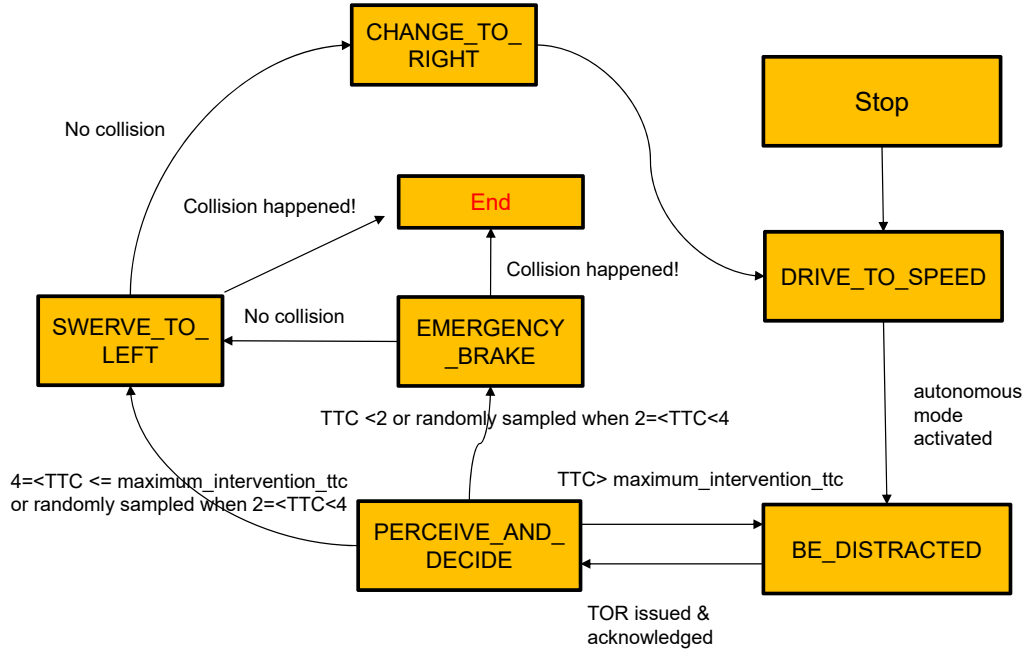 CHANGE_TO_
RIGHT
Stop
No collision
Collision happened!
End
DRIVE_TO_SPEED
Collision happened!
SWERVE_TO_
LEFT
No collision
EMERGENCY
_BRAKE
autonomous
mode
activated
TTC <2 or randomly sampled when 2=<TTC<4
4=<TTC <= maximum_intervention_ttc
or randomly sampled when 2=<TTC<4
TTC> maximum_intervention_ttc
PERCEIVE_AND_
DECIDE
BE_DISTRACTED
TOR issued &
acknowledged